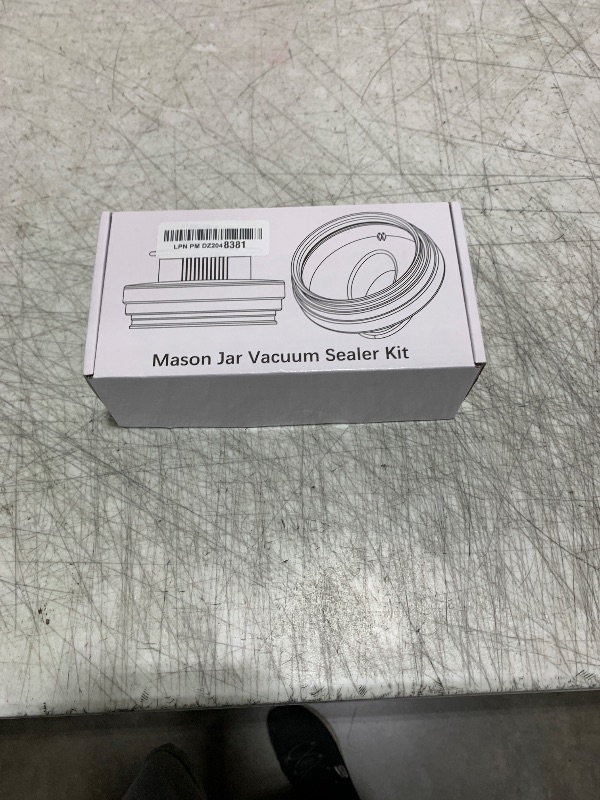 LPN PM DZ2048381
Mason Jar Vacuum Sealer Kit